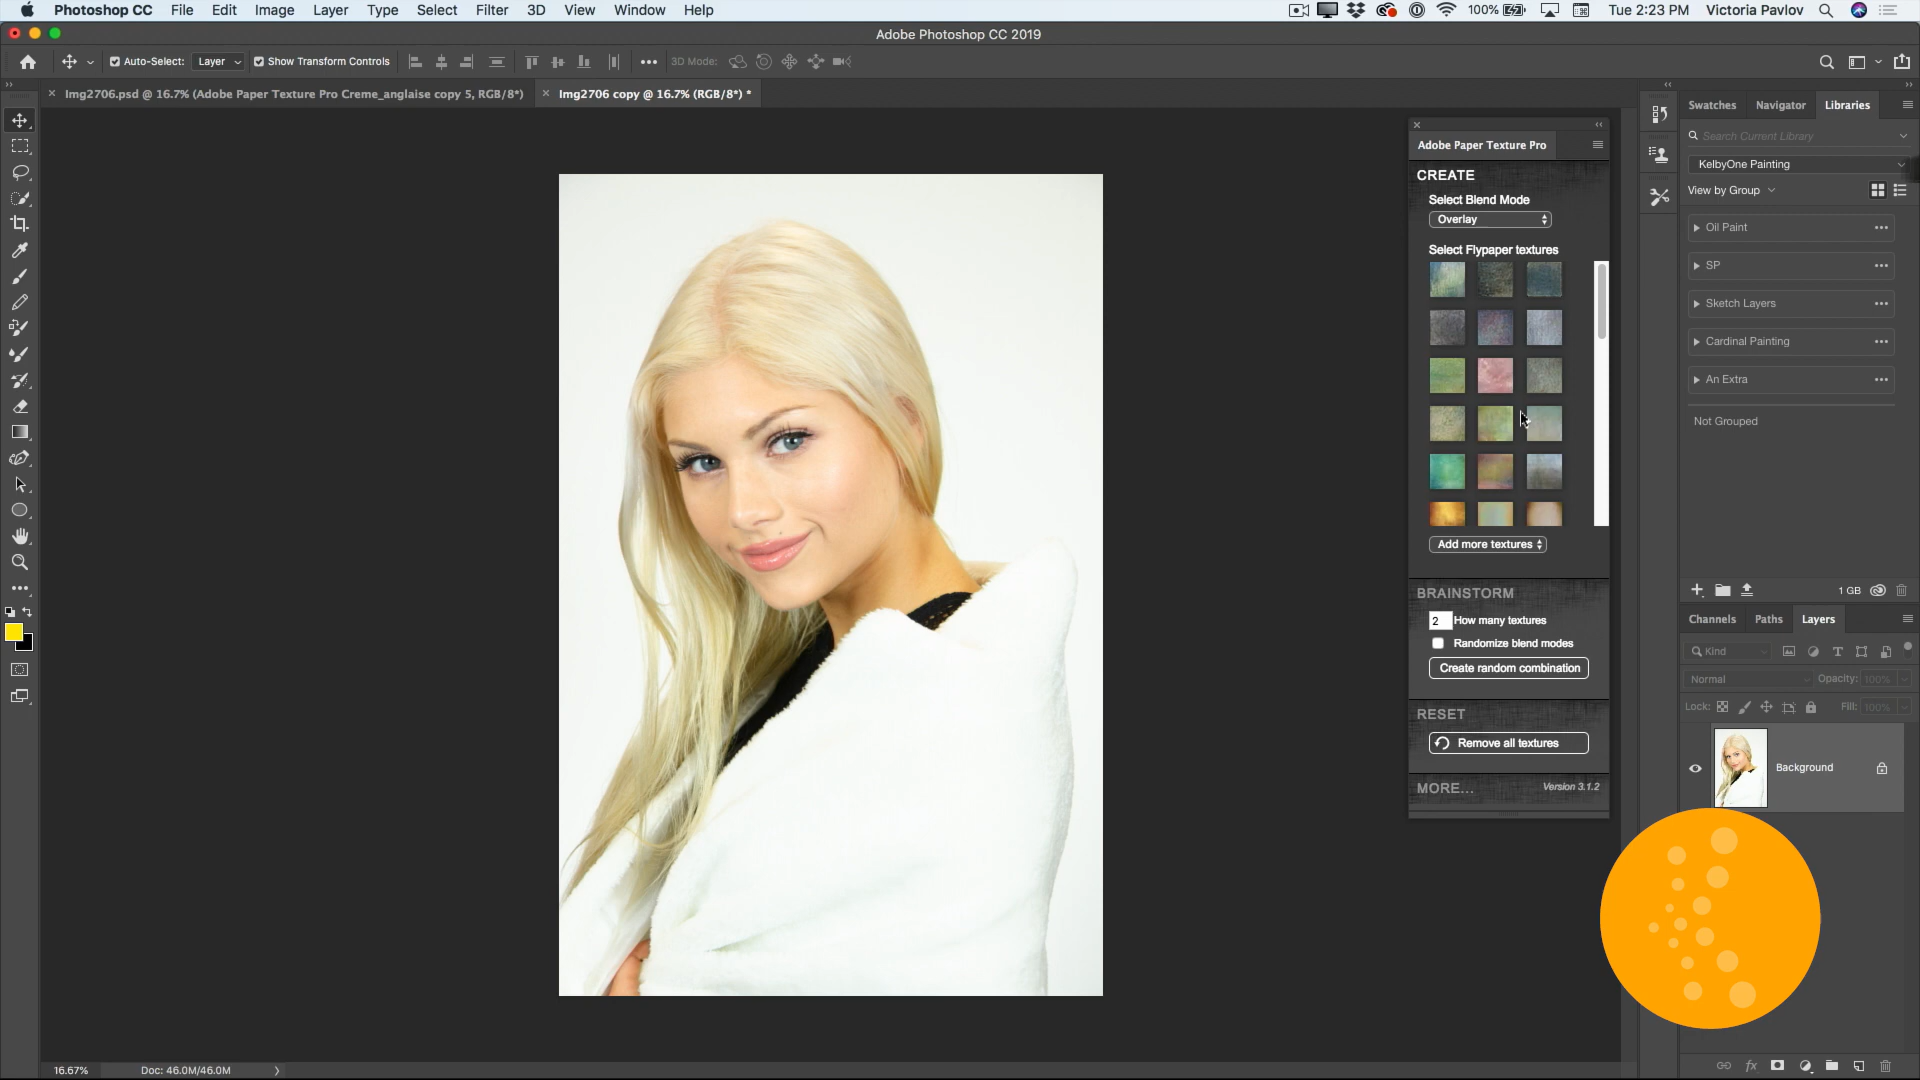 Photoshop CC File Edit Image Layer Type Select Filter 3D View Window Help 100% Tue 2:23 PM Victoria Pavlov
Adobe Photoshop CC 2019
Auto-Select: Layer Show Transform Controls 3D Mode:
Img2706.psd @ 16.7% (Adobe Paper Texture Pro Creme_anglaise copy 5, RGB/8*)
Img2706 copy @ 16.7% (RGB/8*) *
Adobe Paper Texture Pro
CREATE
Select Blend Mode
Overlay
Select Flypaper textures
Add more textures
BRAINSTORM
2 How many textures
Randomize blend modes
Create random combination
RESET
Remove all textures
MORE... Version 3.1.2
Swatches Navigator Libraries
Search Current Library
KelbyOne Painting
View by Group
Oil Paint
SP
Sketch Layers
Cardinal Painting
An Extra
Not Grouped
1 GB
Channels Paths Layers
Kind
Normal Opacity: 100%
Lock: Fill: 100%
Background
fx
16.67% Doc: 46.0M/46.0M